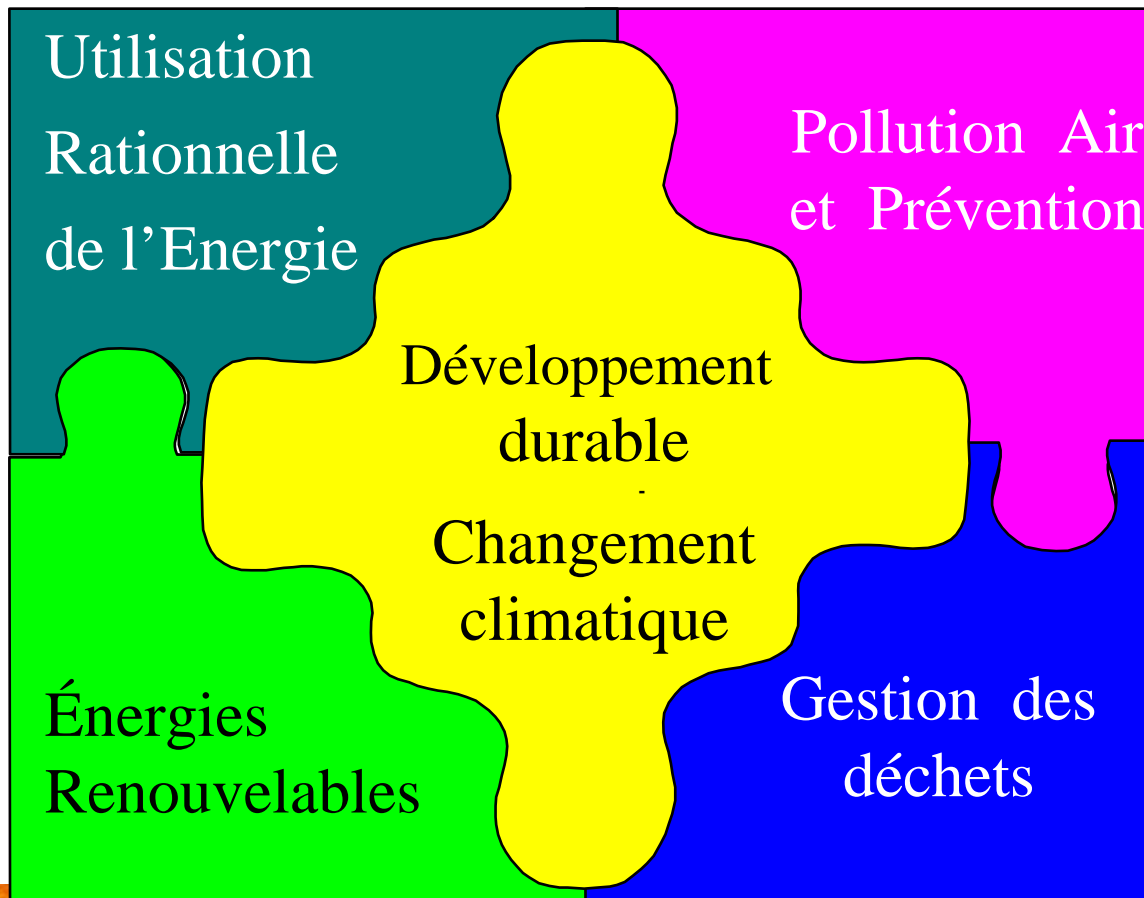 Utilisation
Rationnelle
de l’Energie
Pollution Air
et Prévention
Développement
durable
-
Changement
climatique
Énergies
Renouvelables
Gestion des
déchets